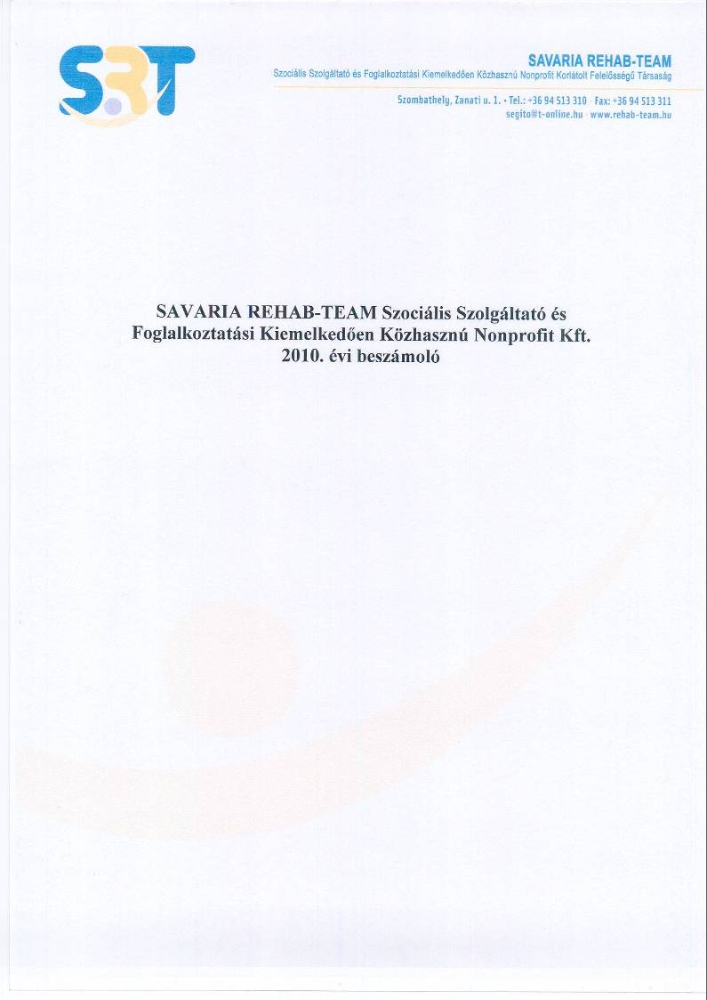 SRT
SAVARIA REHAB-TEAM
Szociális Szolgáltató és Foglalkoztatási Kiemelkedően Közhasznú Nonprofit Korlátolt Felelősségű Társaság
Szombathely, Zanati u. 1. • Tel.: +36 94 513 310 · Fax: +36 94 513 311
segito@t-online.hu · www.rehab-team.hu
SAVARIA REHAB-TEAM Szociális Szolgáltató és
Foglalkoztatási Kiemelkedően Közhasznú Nonprofit Kft.
2010. évi beszámoló